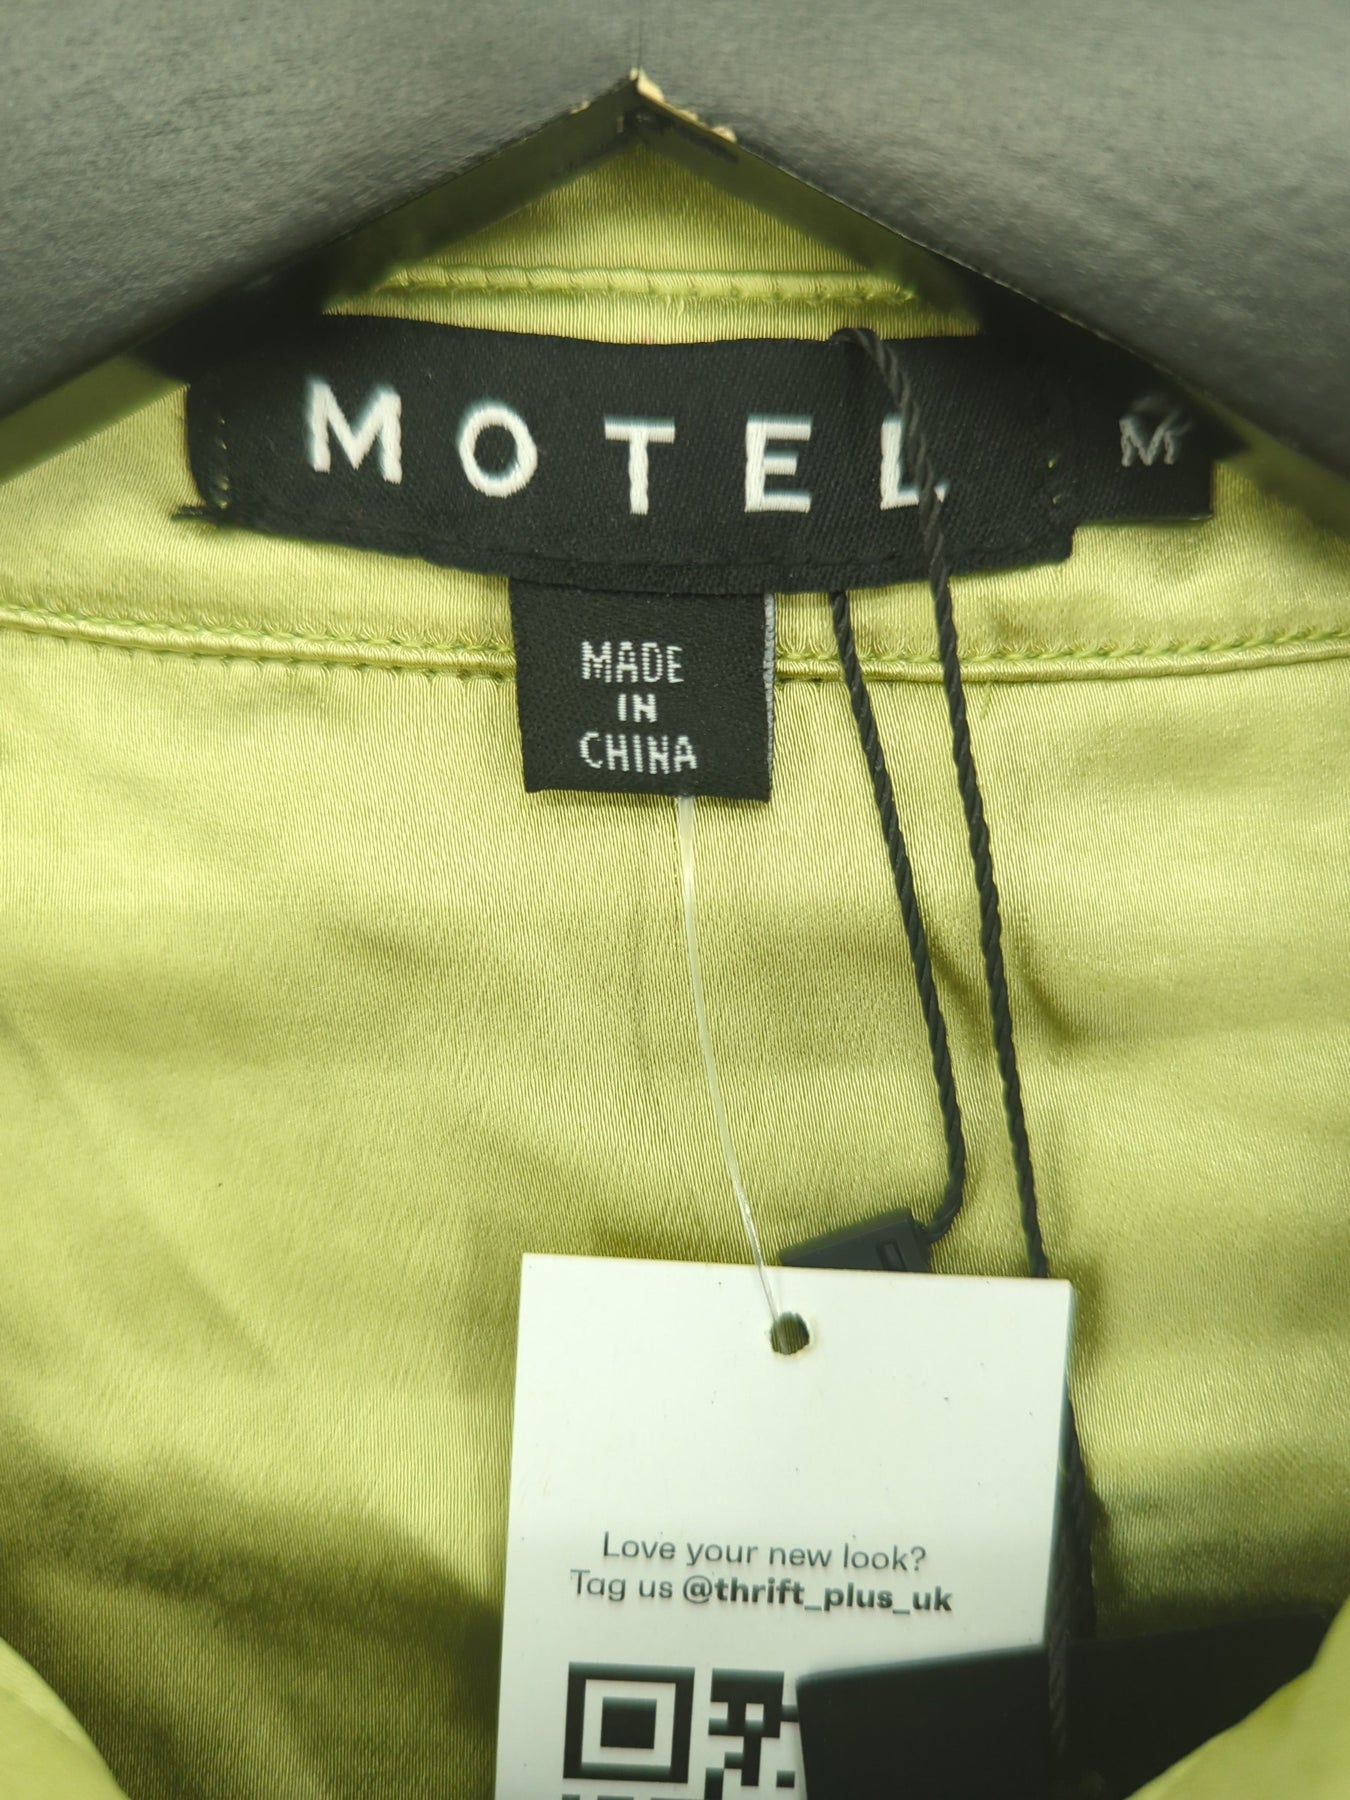 MOTEL
M
MADE
IN
CHINA
Love your new look?
Tag us @thrift_plus_uk